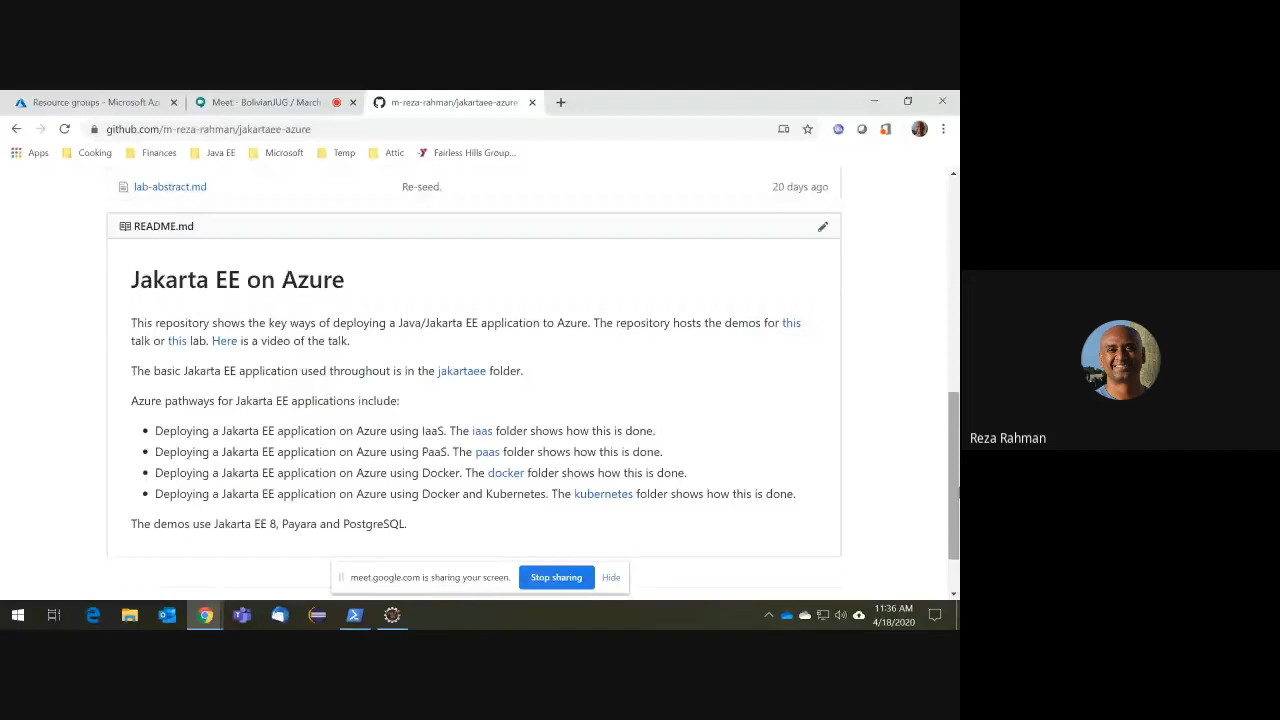 Resource groups - Microsoft Az
Meet - BolivianJUG / March
m-reza-rahman/jakartaee-azure
github.com/m-reza-rahman/jakartaee-azure
Apps
Cooking
Finances
Java EE
Microsoft
Temp
Attic
Fairless Hills Group...
lab-abstract.md
Re-seed.
20 days ago
README.md
Jakarta EE on Azure
This repository shows the key ways of deploying a Java/Jakarta EE application to Azure. The repository hosts the demos for this
talk or this lab. Here is a video of the talk.
The basic Jakarta EE application used throughout is in the jakartaee folder.
Azure pathways for Jakarta EE applications include:
• Deploying a Jakarta EE application on Azure using IaaS. The iaas folder shows how this is done.
• Deploying a Jakarta EE application on Azure using PaaS. The paas folder shows how this is done.
• Deploying a Jakarta EE application on Azure using Docker. The docker folder shows how this is done.
• Deploying a Jakarta EE application on Azure using Docker and Kubernetes. The kubernetes folder shows how this is done.
The demos use Jakarta EE 8, Payara and PostgreSQL.
meet.google.com is sharing your screen.
Stop sharing
Hide
11:36 AM
4/18/2020
Reza Rahman